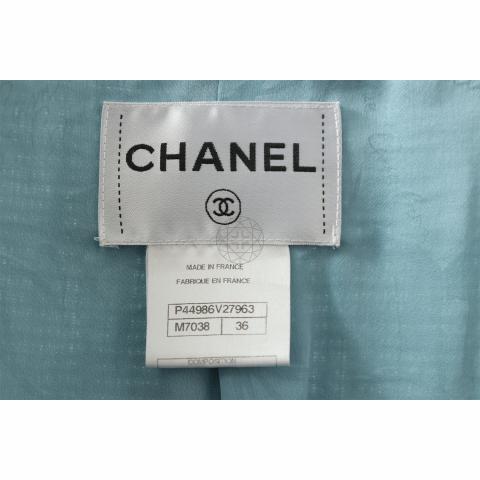 CHANEL
MADE IN FRANCE
FABRIQUE EN FRANCE
P44986V27963
M7038 36
COMPOSITION